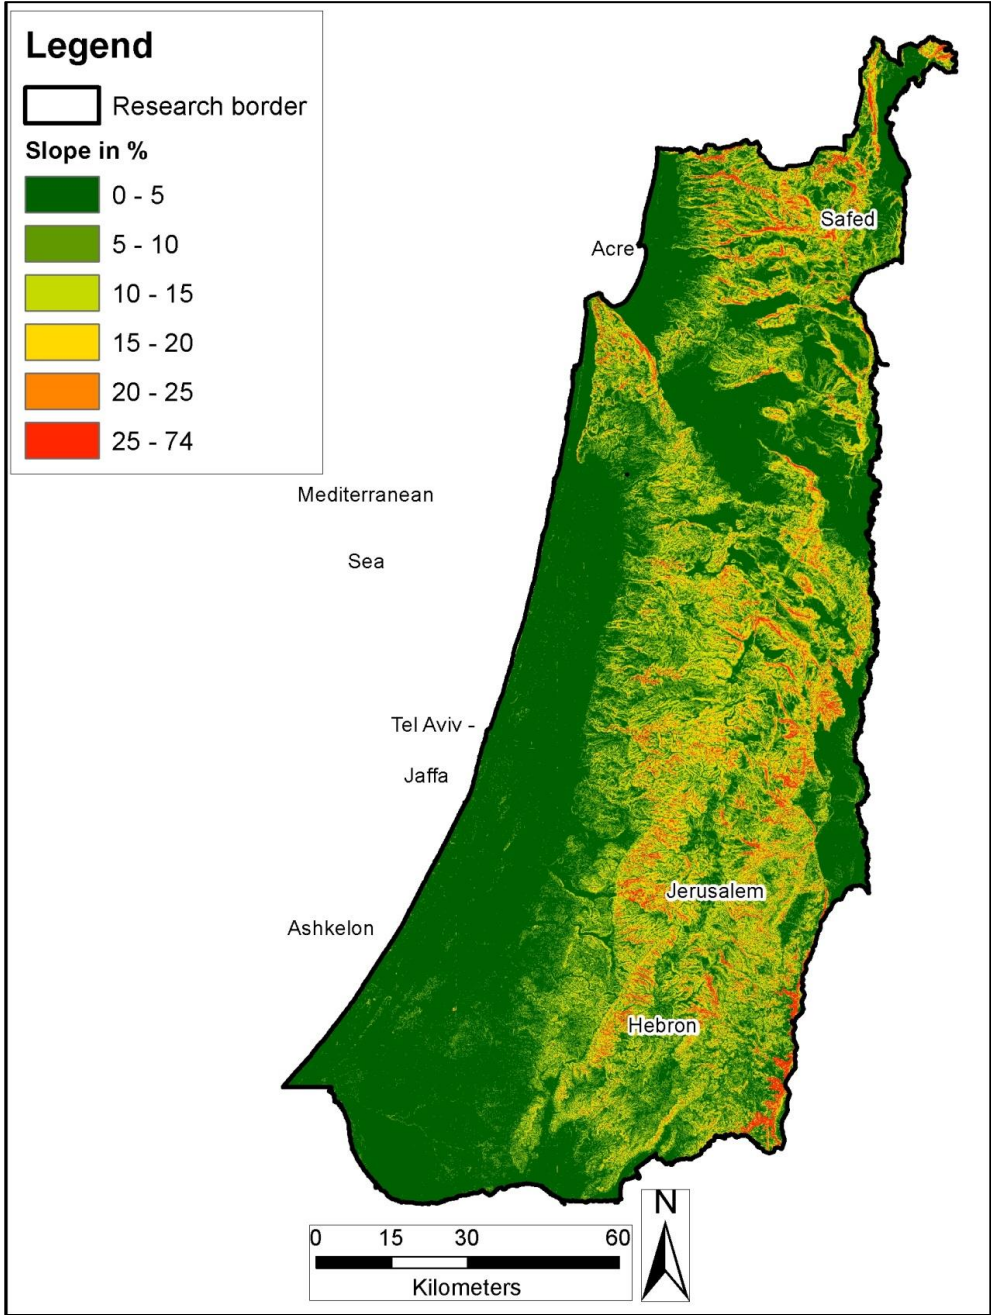 Legend
Research border
Slope in %
0 - 5
5 - 10
10 - 15
15 - 20
20 - 25
25 - 74
Safed
Acre
Mediterranean
Sea
Tel Aviv -
Jaffa
Jerusalem
Ashkelon
Hebron
N
0 15 30 60
Kilometers